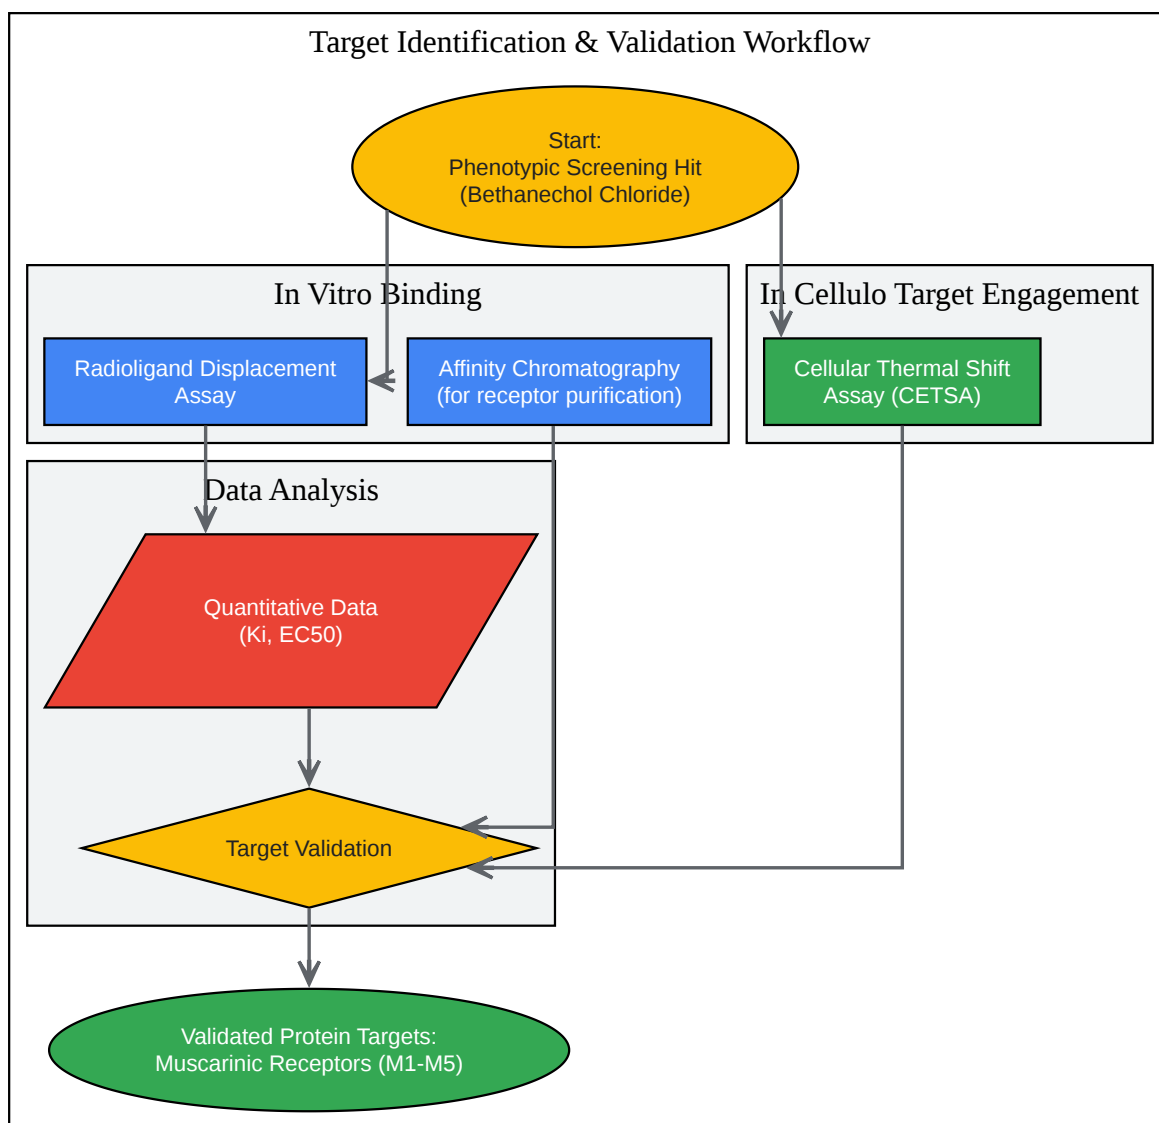 Target Identification & Validation Workflow
Start:
Phenotypic Screening Hit
(Bethanechol Chloride)
In Vitro Binding
In Cellulo Target Engagement
Radioligand Displacement
Assay
Affinity Chromatography
(for receptor purification)
Cellular Thermal Shift
Assay (CETSA)
Data Analysis
Quantitative Data
(Ki, EC50)
Target Validation
Validated Protein Targets:
Muscarinic Receptors (M1-M5)